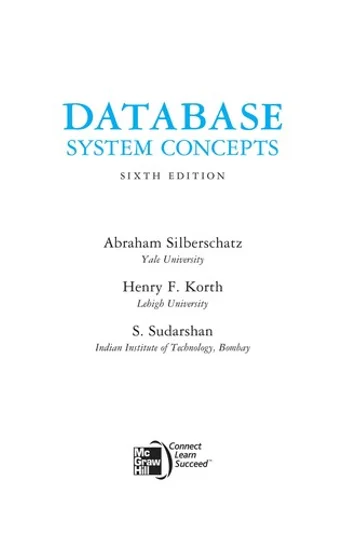 DATABASE
SYSTEM CONCEPTS
SIXTH EDITION
Abraham Silberschatz
Yale University
Henry F. Korth
Lehigh University
S. Sudarshan
Indian Institute of Technology, Bombay
Mc
Graw
Hill
Connect
Learn
Succeed™